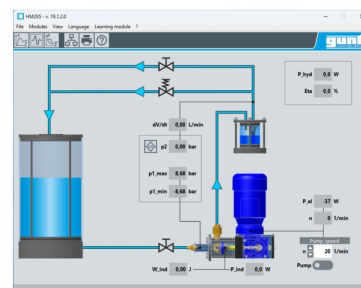 HM285 - v. 19.1.2.0
File Modules View Language Learning module ?
P_hyd 0,0 W
Eta 0,0 %
dV/dt 0,00 L/min
p2 0,00 bar
p1_max 0,68 bar
p1_min -0,68 bar
P_el 37 W
n 0 1/min
Pump speed
n 20 1/min
Pump
W_ind 0,00 J
P_ind 0,0 W